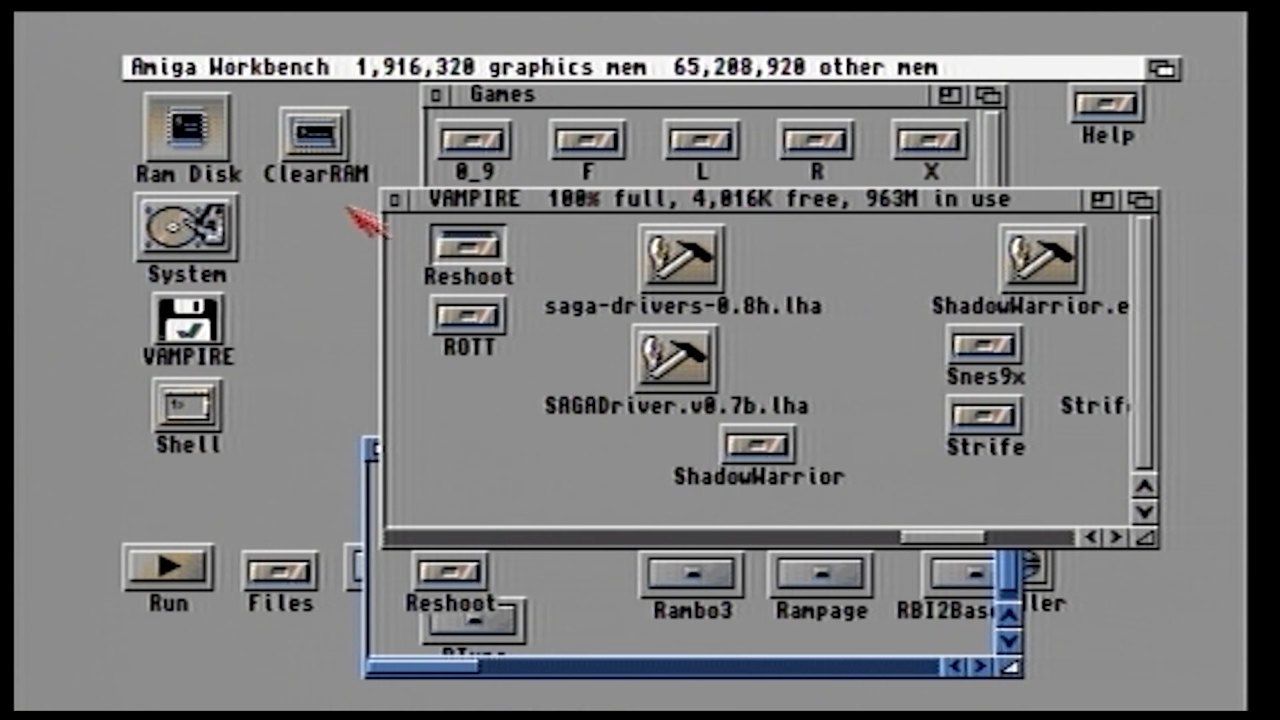 Amiga Workbench 1,916,320 graphics mem 65,208,920 other mem
Games
Ram Disk
ClearRAM
0_9
F
L
R
X
Help
VAMPIRE 100% full, 4,016K free, 963M in use
System
Reshoot
saga-drivers-0.8h.lha
ShadowWarrior.e
VAMPIRE
ROTT
Snes9x
Shell
SAGADriver.v0.7b.lha
Strif
Strife
ShadowWarrior
Run
Files
Reshoot
Rambo3
Rampage
RBI2Base
ller